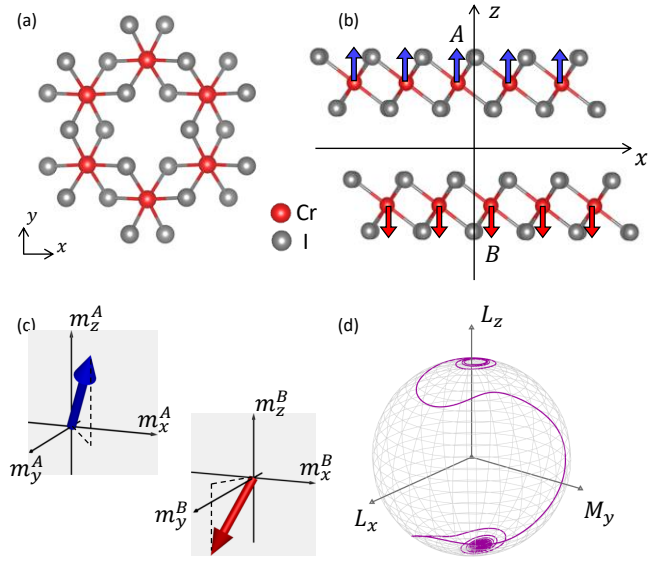 (a)
y
x
Cr
I
(b)
z
A
x
B
(c)
m_z^A
m_x^A
m_y^A
m_z^B
m_x^B
m_y^B
(d)
L_z
L_x
M_y